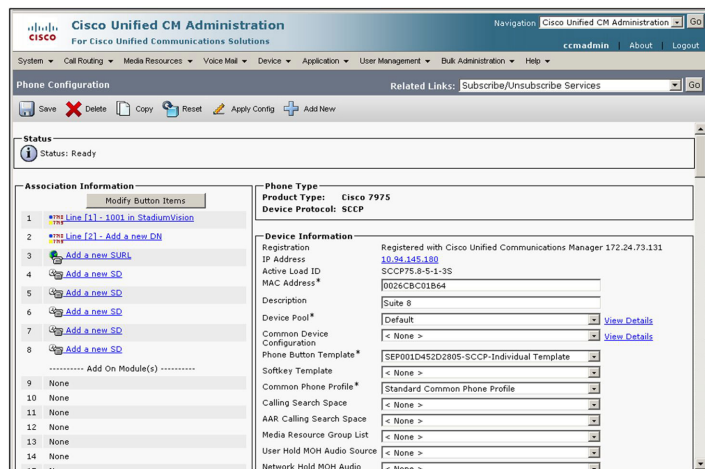 Cisco Unified CM Administration
For Cisco Unified Communications Solutions
cisco
Navigation Cisco Unified CM Administration Go
ccmadmin | About | Logout
System Call Routing Media Resources Voice Mail Device Application User Management Bulk Administration Help
Phone Configuration
Related Links: Subscribe/Unsubscribe Services Go
Save Delete Copy Reset Apply Config Add New
Status
Status: Ready
Association Information
Modify Button Items
1 Line [1] - 1001 in StadiumVision
2 Line [2] - Add a new DN
3 Add a new SURL
4 Add a new SD
5 Add a new SD
6 Add a new SD
7 Add a new SD
8 Add a new SD
---------- Add On Module(s) ----------
9 None
10 None
11 None
12 None
13 None
14 None
Phone Type
Product Type: Cisco 7975
Device Protocol: SCCP
Device Information
Registration Registered with Cisco Unified Communications Manager 172.24.73.131
IP Address 10.94.145.180
Active Load ID SCCP75.8-5-1-3S
MAC Address* 0026CBC01B64
Description Suite 8
Device Pool* Default View Details
Common Device Configuration < None > View Details
Phone Button Template* SEP001D452D2805-SCCP-Individual Template
Softkey Template < None >
Common Phone Profile* Standard Common Phone Profile
Calling Search Space < None >
AAR Calling Search Space < None >
Media Resource Group List < None >
User Hold MOH Audio Source < None >
Network Hold MOH Audio < None >